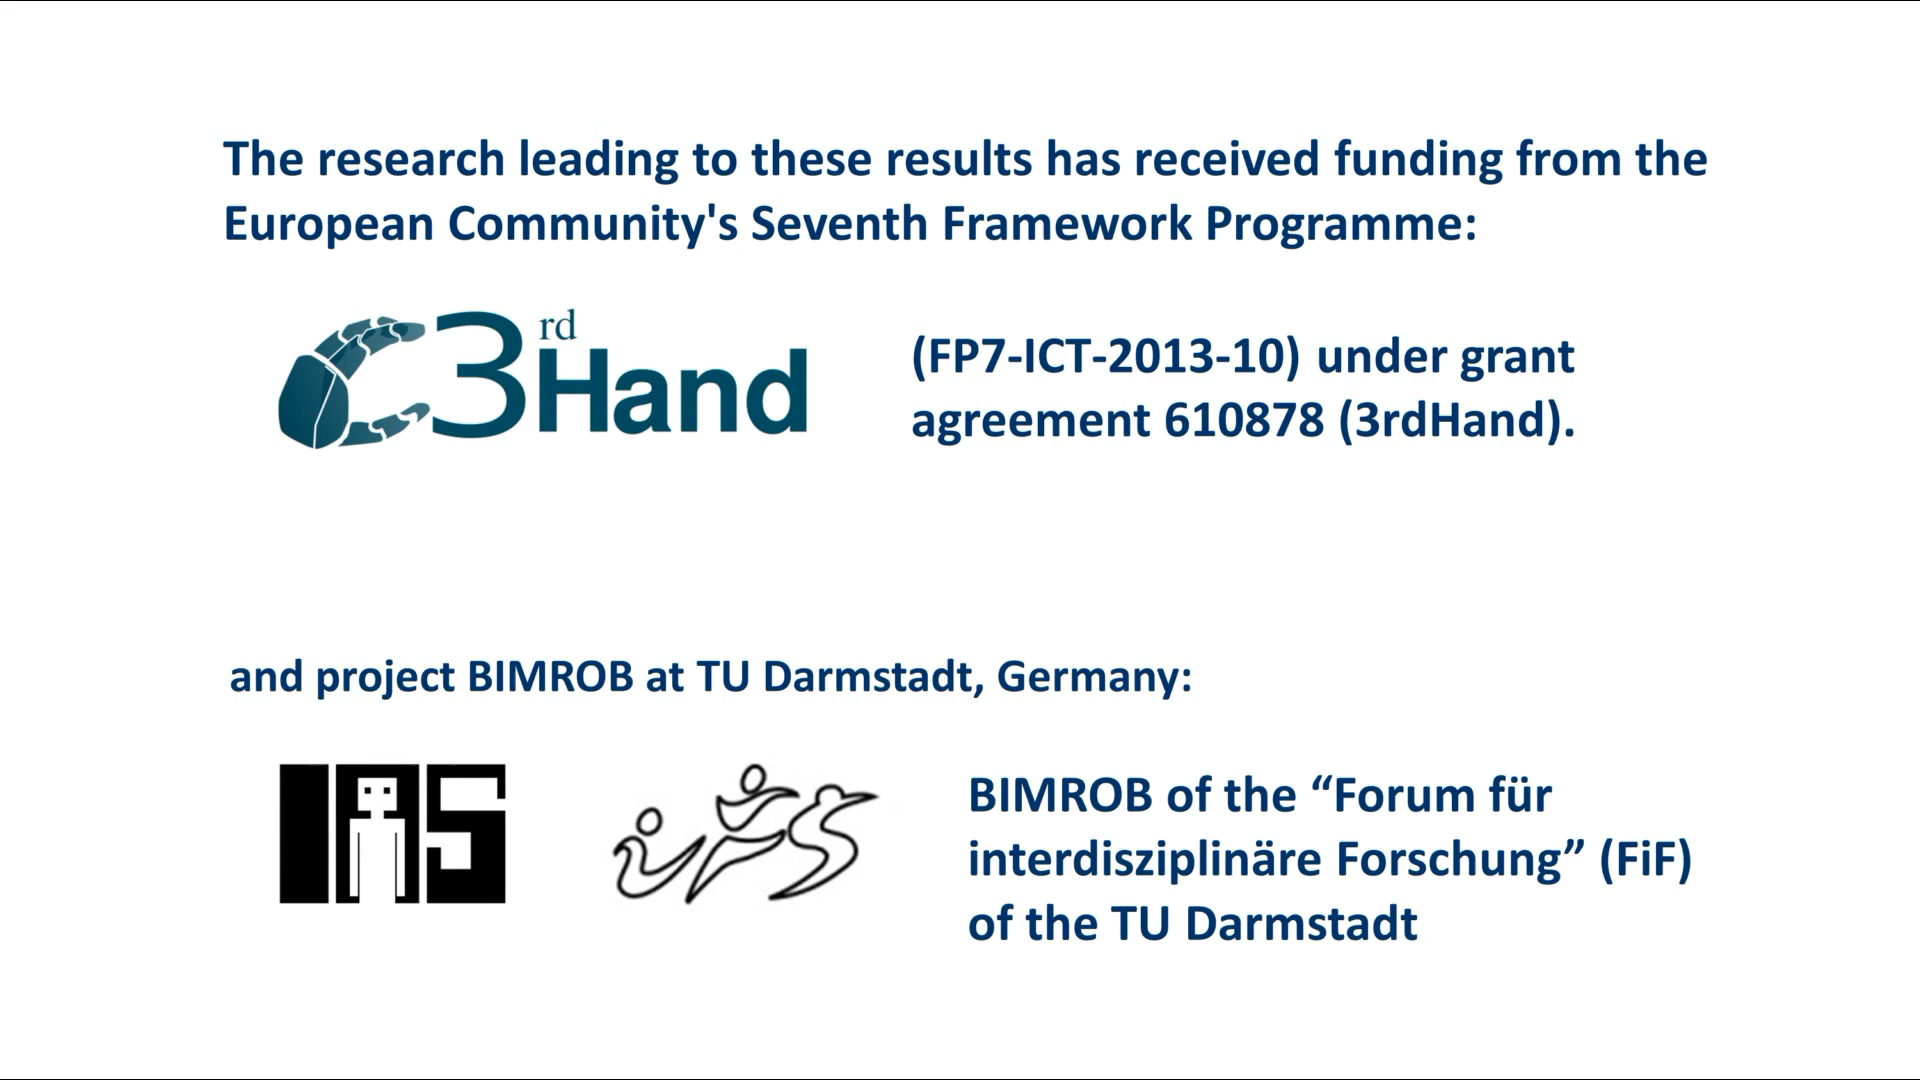 The research leading to these results has received funding from the
European Community's Seventh Framework Programme:
3rd Hand
(FP7-ICT-2013-10) under grant
agreement 610878 (3rdHand).
and project BIMROB at TU Darmstadt, Germany:
IAS
ifs
BIMROB of the “Forum für
interdisziplinäre Forschung” (FiF)
of the TU Darmstadt